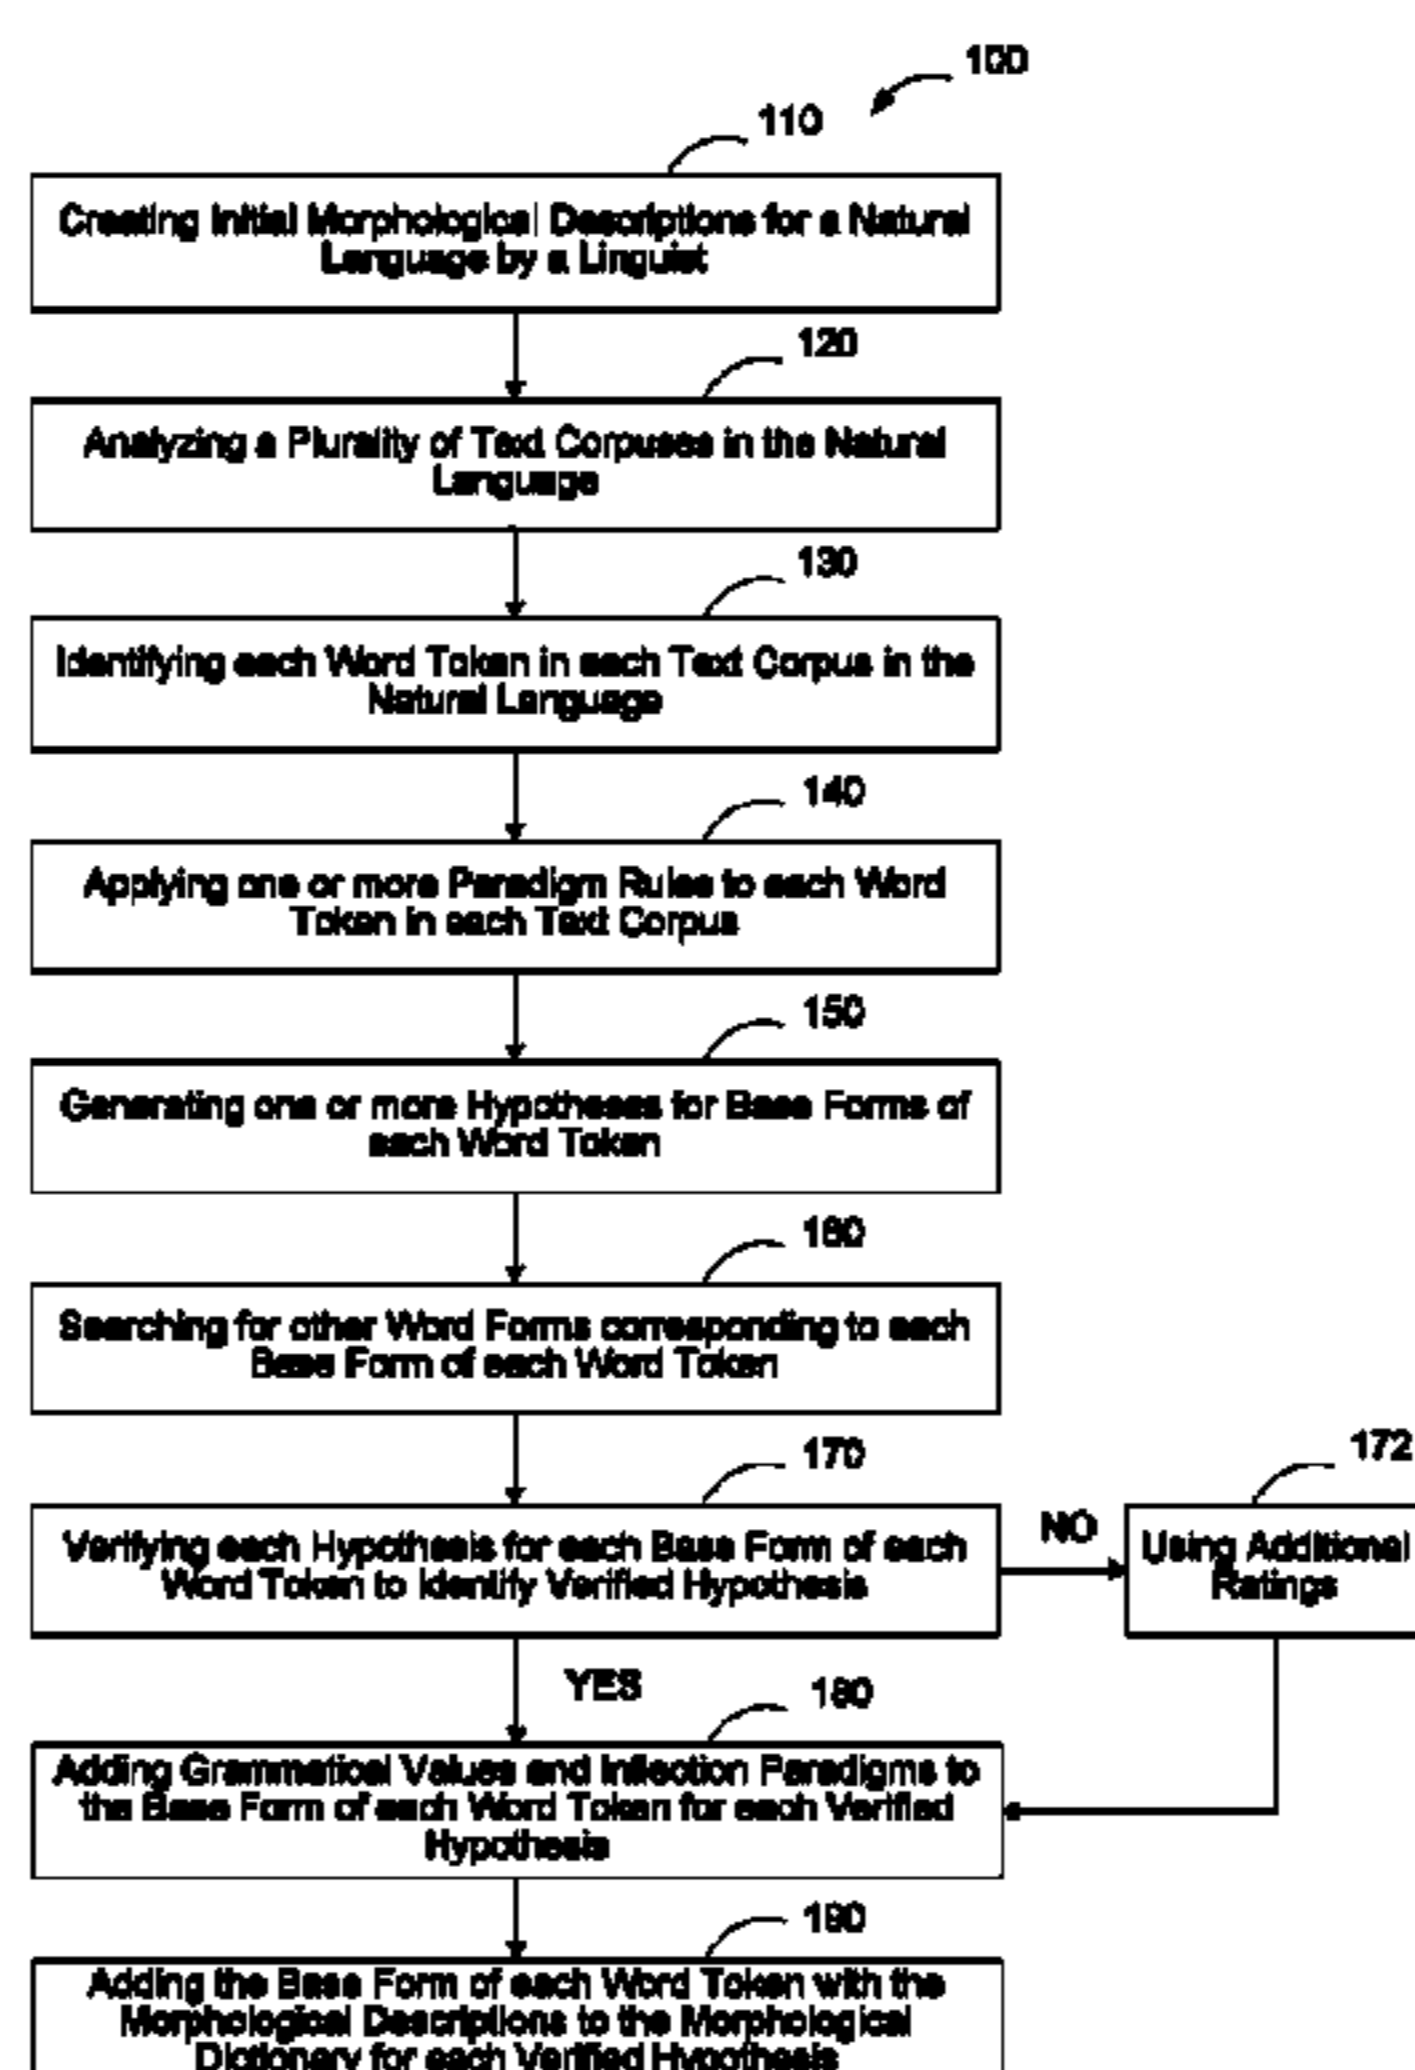 100
110
Creating Initial Morphological Descriptions for a Natural
Language by a Linguist
120
Analyzing a Plurality of Text Corpuses in the Natural
Language
130
Identifying each Word Token in each Text Corpus in the
Natural Language
140
Applying one or more Paradigm Rules to each Word
Token in each Text Corpus
150
Generating one or more Hypotheses for Base Forms of
each Word Token
160
Searching for other Word Forms corresponding to each
Base Form of each Word Token
170
Verifying each Hypothesis for each Base Form of each
Word Token to Identify Verified Hypothesis
NO
172
Using Additional
Ratings
YES
180
Adding Grammatical Values and Inflection Paradigms to
the Base Form of each Word Token for each Verified
Hypothesis
190
Adding the Base Form of each Word Token with the
Morphological Descriptions to the Morphological
Dictionary for each Verified Hypothesis